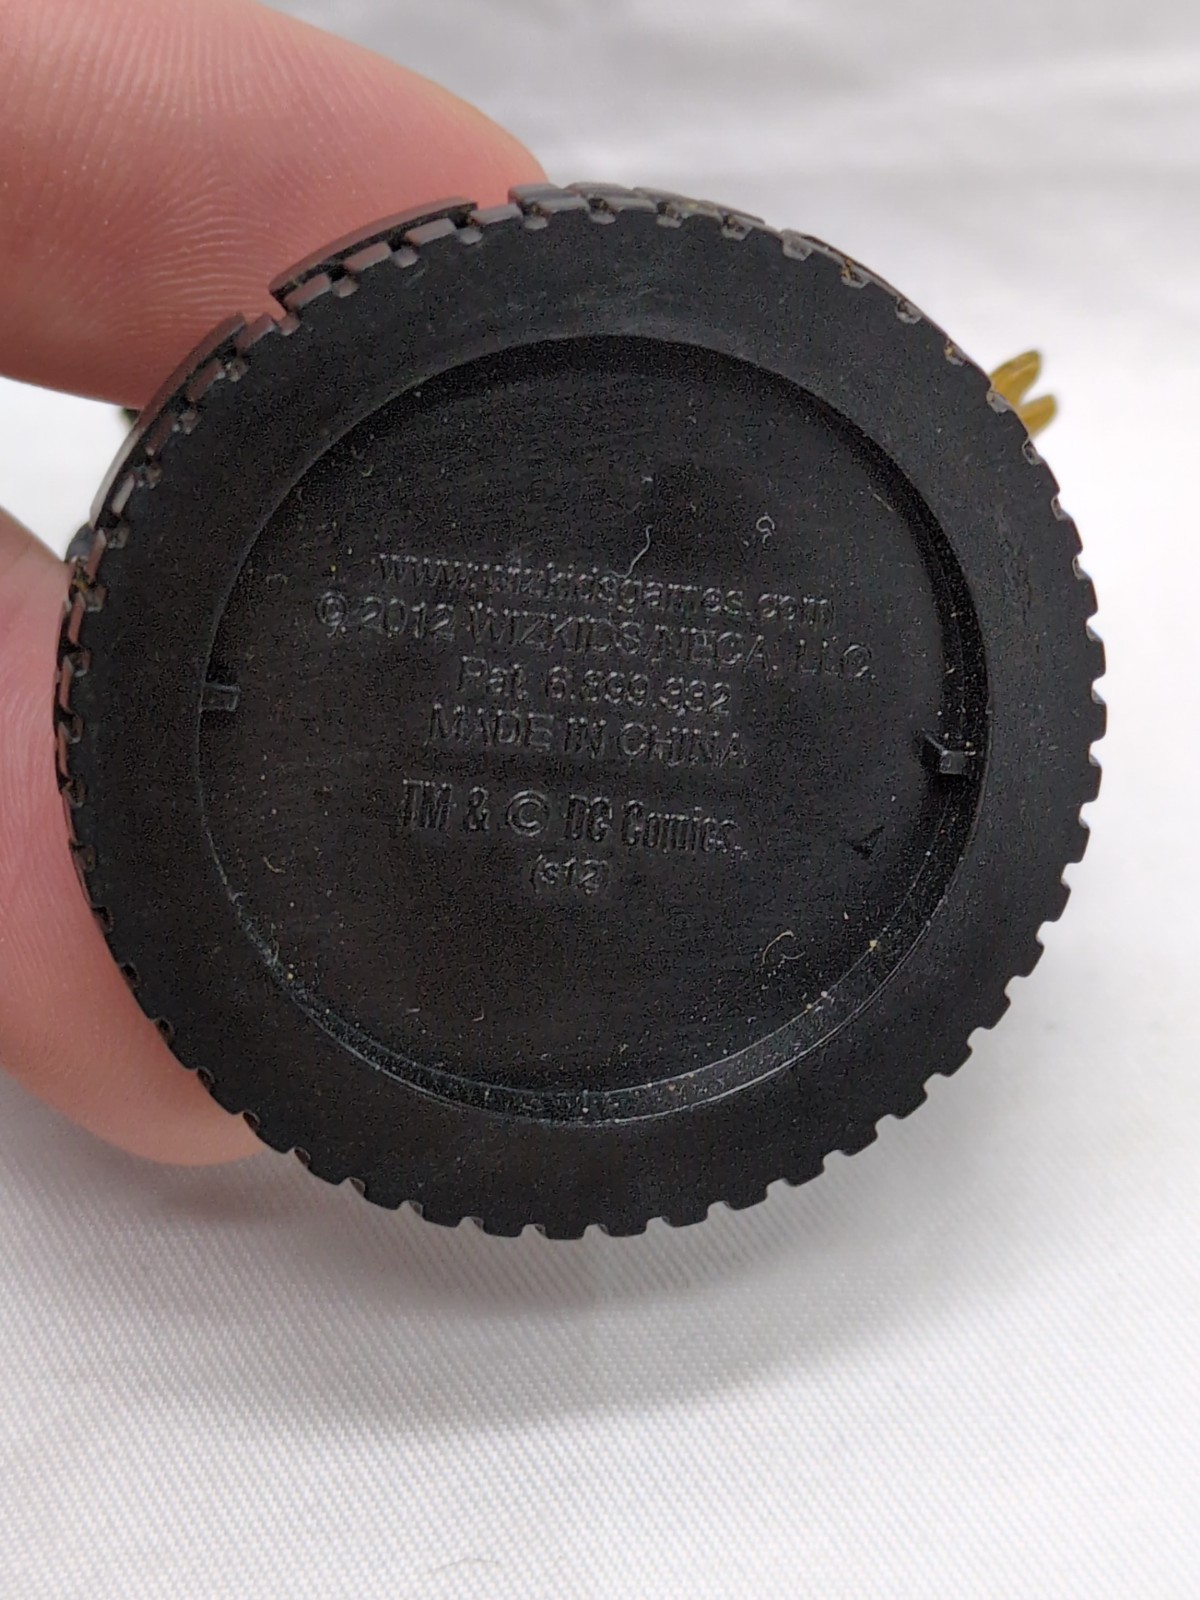 www.wizkidsgames.com
© 2012 WIZKIDS/NECA, LLC.
Pat. 6,899,332
MADE IN CHINA
TM & © DC Comics.
(s12)